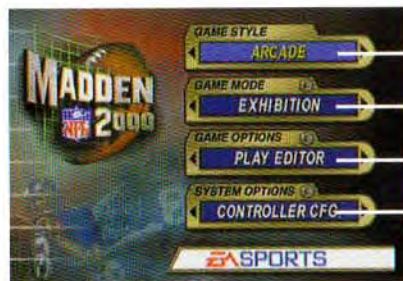 MADDEN
NFL
2000
GAME STYLE
ARCADE
GAME MODE
EXHIBITION
GAME OPTIONS
PLAY EDITOR
SYSTEM OPTIONS
CONTROLLER CFG.
EA SPORTS